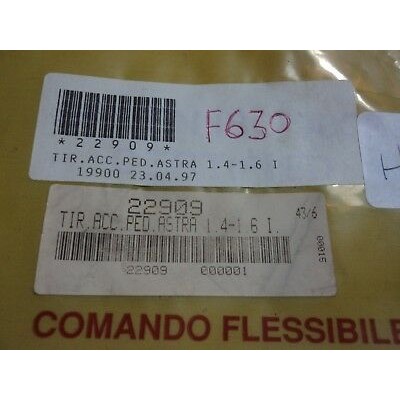 *22909*
F630
TIR.ACC.PED.ASTRA 1.4-1.6 I
19900 23.04.97
H
22909
43/6
TIR.ACC.PED.ASTRA 1.4-1 6 I.
91000
22909 000001
COMANDO FLESSIBILE